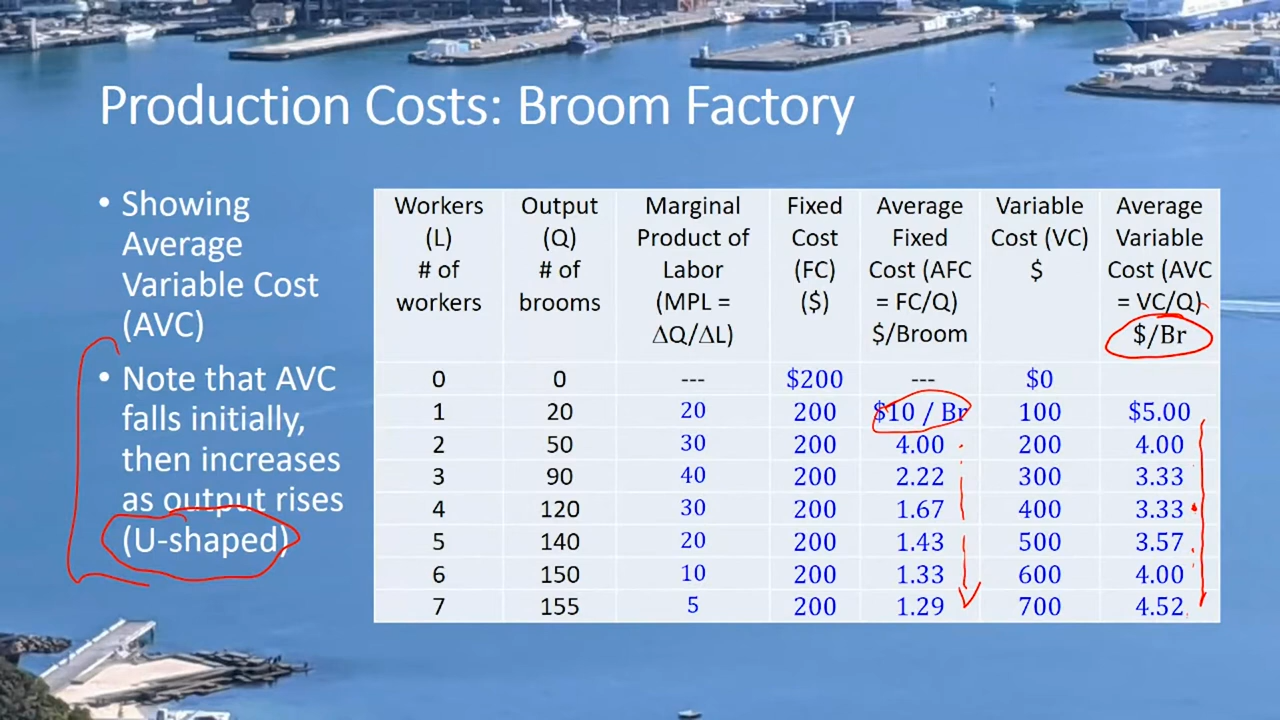 Production Costs: Broom Factory
• Showing
Average
Variable Cost
(AVC)
• Note that AVC
falls initially,
then increases
as output rises
(U-shaped)
Workers (L) # of workers | Output (Q) # of brooms | Marginal Product of Labor (MPL = ΔQ/ΔL) | Fixed Cost (FC) ($) | Average Fixed Cost (AFC = FC/Q) $/Broom | Variable Cost (VC) $ | Average Variable Cost (AVC = VC/Q) $/Br
0 | 0 | --- | $200 | --- | $0 |
1 | 20 | 20 | 200 | $10 / Br | 100 | $5.00
2 | 50 | 30 | 200 | 4.00 | 200 | 4.00
3 | 90 | 40 | 200 | 2.22 | 300 | 3.33
4 | 120 | 30 | 200 | 1.67 | 400 | 3.33
5 | 140 | 20 | 200 | 1.43 | 500 | 3.57
6 | 150 | 10 | 200 | 1.33 | 600 | 4.00
7 | 155 | 5 | 200 | 1.29 | 700 | 4.52